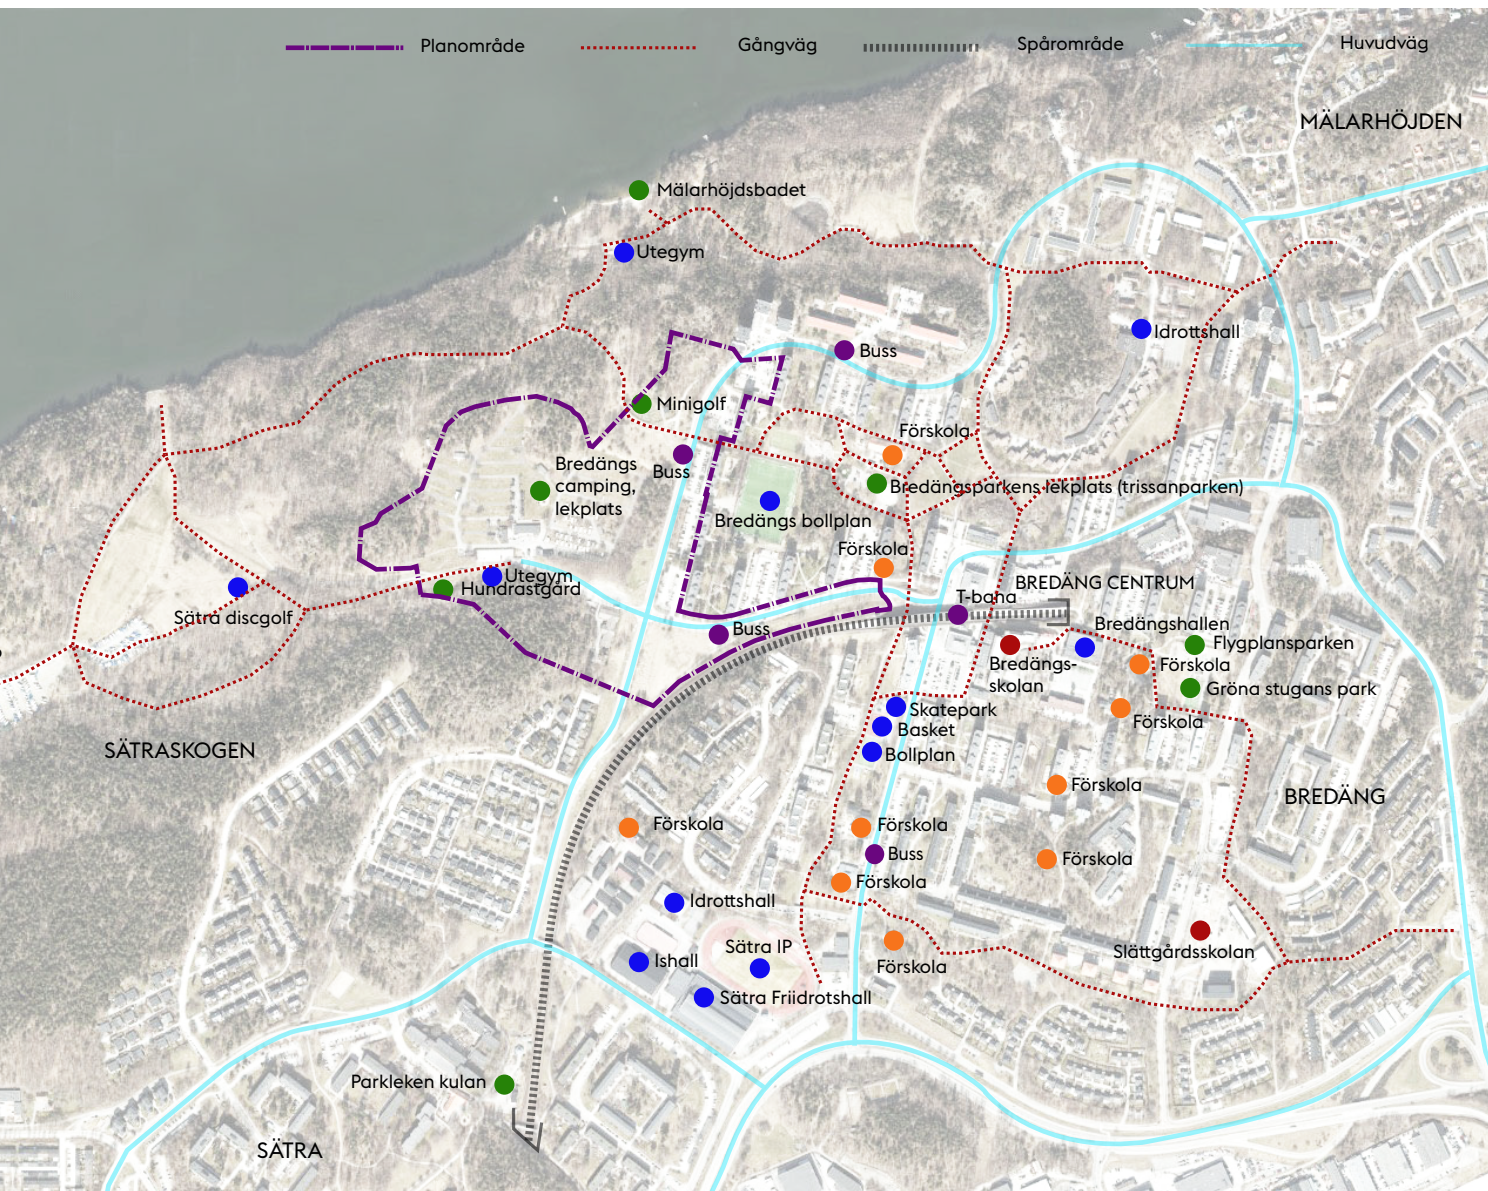 Planområde
Gångväg
Spårområde
Huvudväg
MÄLARHÖJDEN
Mälarhöjdsbadet
Utegym
Idrottshall
Buss
Minigolf
Förskola
Buss
Bredängs
camping,
lekplats
Bredängsparkens lekplats (trissanparken)
Bredängs bollplan
Förskola
Utegym
Hundrastgård
BREDÄNG CENTRUM
T-bana
Sätra discgolf
Buss
Bredängshallen
Flygplansparken
Bredängs-
skolan
Förskola
Gröna stugans park
Skatepark
Förskola
Basket
SÄTRASKOGEN
Bollplan
Förskola
BREDÄNG
Förskola
Förskola
Buss
Förskola
Förskola
Idrottshall
Sätra IP
Slättgårdsskolan
Ishall
Förskola
Sätra Friidrotshall
Parkleken kulan
SÄTRA